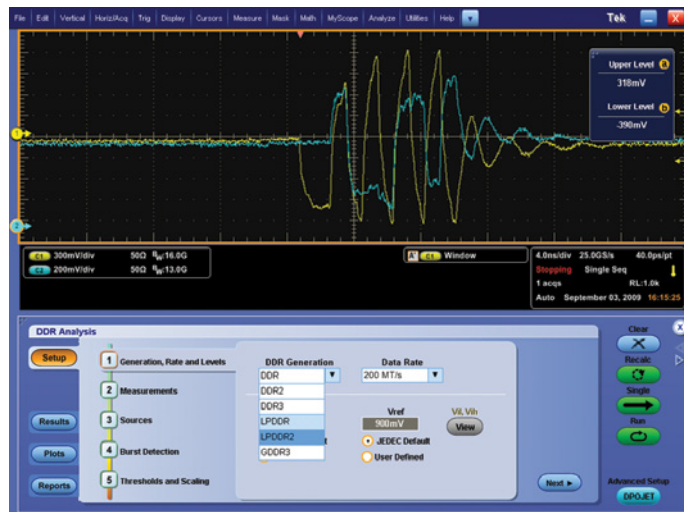 File Edit Vertical Horiz/Acq Trig Display Cursors Measure Mask Math MyScope Analyze Utilities Help Tek X
Upper Level a
318mV
Lower Level b
-390mV
1
2
C1 300mV/div 50Ω BW:16.0G
C2 200mV/div 50Ω BW:13.0G
A' C1 Window
4.0ns/div 25.0GS/s 40.0ps/pt
Stopping Single Seq
1 acqs RL:1.0k
Auto September 03, 2009 16:15:25
DDR Analysis
Setup
Results
Plots
Reports
1 Generation, Rate and Levels
2 Measurements
3 Sources
4 Burst Detection
5 Thresholds and Scaling
DDR Generation
DDR
DDR2
DDR3
LPDDR
LPDDR2
GDDR3
Data Rate
200 MT/s
Vref
900mV
JEDEC Default
User Defined
Vil, Vih
View
Next
Clear X
Recalc
Single
Run
Advanced Setup
DPOJET